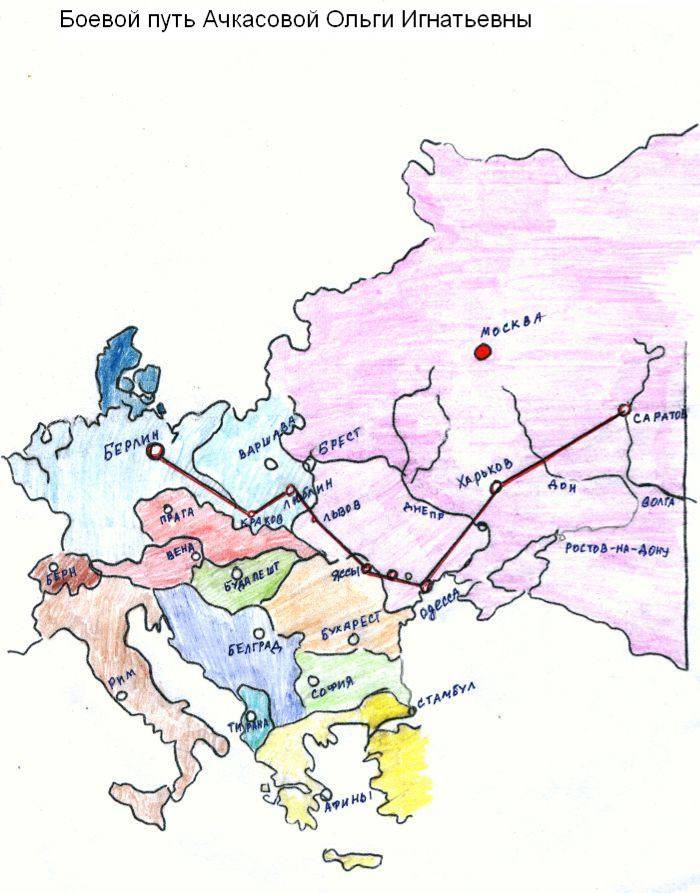 Боевой путь Ачкасовой Ольги Игнатьевны
МОСКВА
САРАТОВ
БЕРЛИН
ВАРШАВА
БРЕСТ
ХАРЬКОВ
ДОН
ВОЛГА
ЛЮБЛИН
КРАКОВ
ЛЬВОВ
ДНЕПР
ПРАГА
РОСТОВ-НА-ДОНУ
ВЕНА
БЕРН
БУДАПЕШТ
ЯССЫ
ОДЕССА
БЕЛГРАД
БУХАРЕСТ
РИМ
СОФИЯ
СТАМБУЛ
ТИРАНА
АФИНЫ